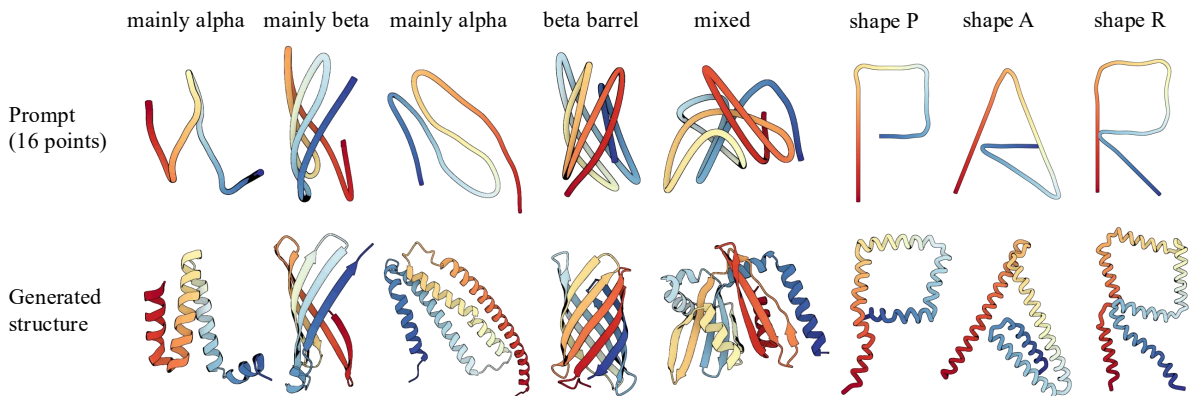 mainly alpha mainly beta mainly alpha beta barrel mixed shape P shape A shape R
Prompt
(16 points)
Generated
structure